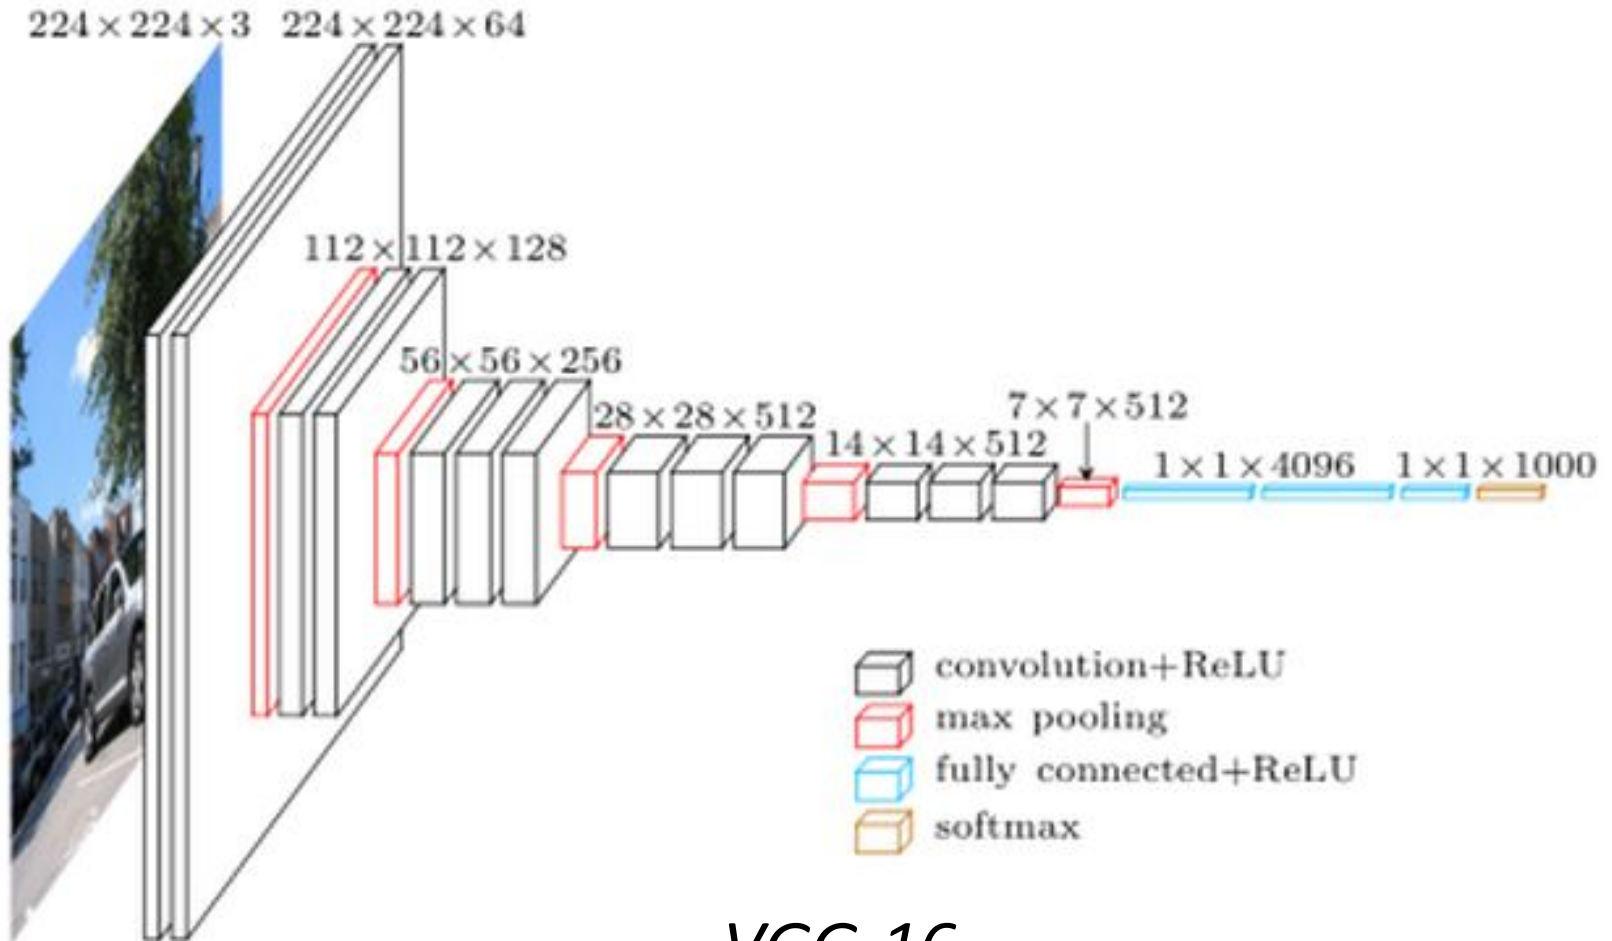 224×224×3
224×224×64
112×112×128
56×56×256
28×28×512
14×14×512
7×7×512
1×1×4096
1×1×1000
convolution+ReLU
max pooling
fully connected+ReLU
softmax
VGG-16